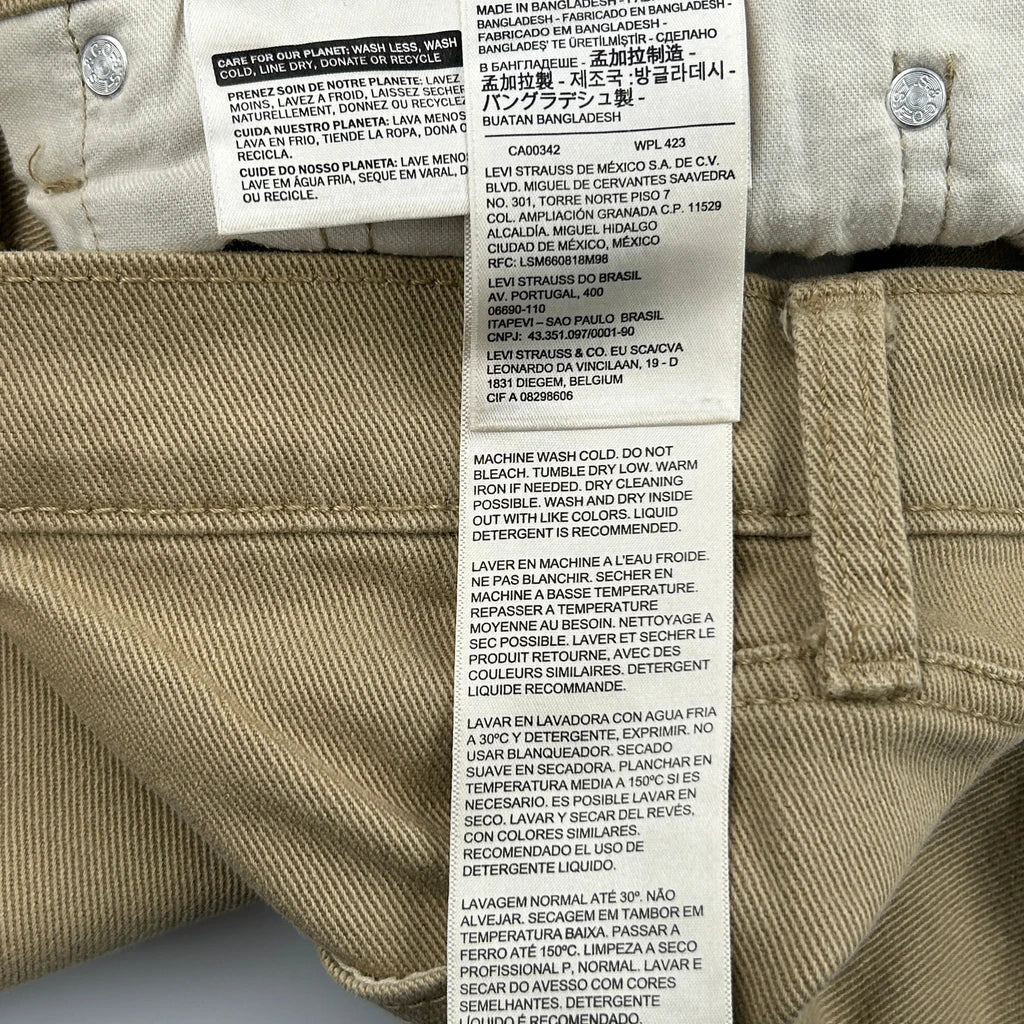 CARE FOR OUR PLANET: WASH LESS, WASH
COLD, LINE DRY, DONATE OR RECYCLE
PRENEZ SOIN DE NOTRE PLANETE: LAVEZ
MOINS, LAVEZ A FROID, LAISSEZ SECHER
NATURELLEMENT, DONNEZ OU RECYCLEZ
CUIDA NUESTRO PLANETA: LAVA MENOS
LAVA EN FRIO, TIENDE LA ROPA, DONA O
RECICLA.
CUIDE DO NOSSO PLANETA: LAVE MENO
LAVE EM ÁGUA FRIA, SEQUE EM VARAL, D
OU RECICLE.
MADE IN BANGLADESH -
BANGLADESH - FABRICADO EN BANGLADESH -
FABRICADO EM BANGLADESH -
BANGLADEŞ' TE ÜRETİLMİŞTİR - СДЕЛАНО
В БАНГЛАДЕШЕ - 孟加拉制造 -
孟加拉製 - 제조국 :방글라데시 -
バングラデシュ製 -
BUATAN BANGLADESH
CA00342 WPL 423
LEVI STRAUSS DE MÉXICO S.A. DE C.V.
BLVD. MIGUEL DE CERVANTES SAAVEDRA
NO. 301, TORRE NORTE PISO 7
COL. AMPLIACIÓN GRANADA C.P. 11529
ALCALDÍA. MIGUEL HIDALGO
CIUDAD DE MÉXICO, MÉXICO
RFC: LSM660818M98
LEVI STRAUSS DO BRASIL
AV. PORTUGAL, 400
06690-110
ITAPEVI – SAO PAULO BRASIL
CNPJ: 43.351.097/0001-90
LEVI STRAUSS & CO. EU SCA/CVA
LEONARDO DA VINCILAAN, 19 - D
1831 DIEGEM, BELGIUM
CIF A 08298606
MACHINE WASH COLD. DO NOT
BLEACH. TUMBLE DRY LOW. WARM
IRON IF NEEDED. DRY CLEANING
POSSIBLE. WASH AND DRY INSIDE
OUT WITH LIKE COLORS. LIQUID
DETERGENT IS RECOMMENDED.
LAVER EN MACHINE A L'EAU FROIDE.
NE PAS BLANCHIR. SECHER EN
MACHINE A BASSE TEMPERATURE.
REPASSER A TEMPERATURE
MOYENNE AU BESOIN. NETTOYAGE A
SEC POSSIBLE. LAVER ET SECHER LE
PRODUIT RETOURNE, AVEC DES
COULEURS SIMILAIRES. DETERGENT
LIQUIDE RECOMMANDE.
LAVAR EN LAVADORA CON AGUA FRIA
A 30ºC Y DETERGENTE, EXPRIMIR. NO
USAR BLANQUEADOR. SECADO
SUAVE EN SECADORA. PLANCHAR EN
TEMPERATURA MEDIA A 150ºC SI ES
NECESARIO. ES POSIBLE LAVAR EN
SECO. LAVAR Y SECAR DEL REVÉS,
CON COLORES SIMILARES.
RECOMENDADO EL USO DE
DETERGENTE LIQUIDO.
LAVAGEM NORMAL ATÉ 30º. NÃO
ALVEJAR. SECAGEM EM TAMBOR EM
TEMPERATURA BAIXA. PASSAR A
FERRO ATÉ 150ºC. LIMPEZA A SECO
PROFISSIONAL P, NORMAL. LAVAR E
SECAR DO AVESSO COM CORES
SEMELHANTES. DETERGENTE
LÍQUIDO É RECOMENDADO.